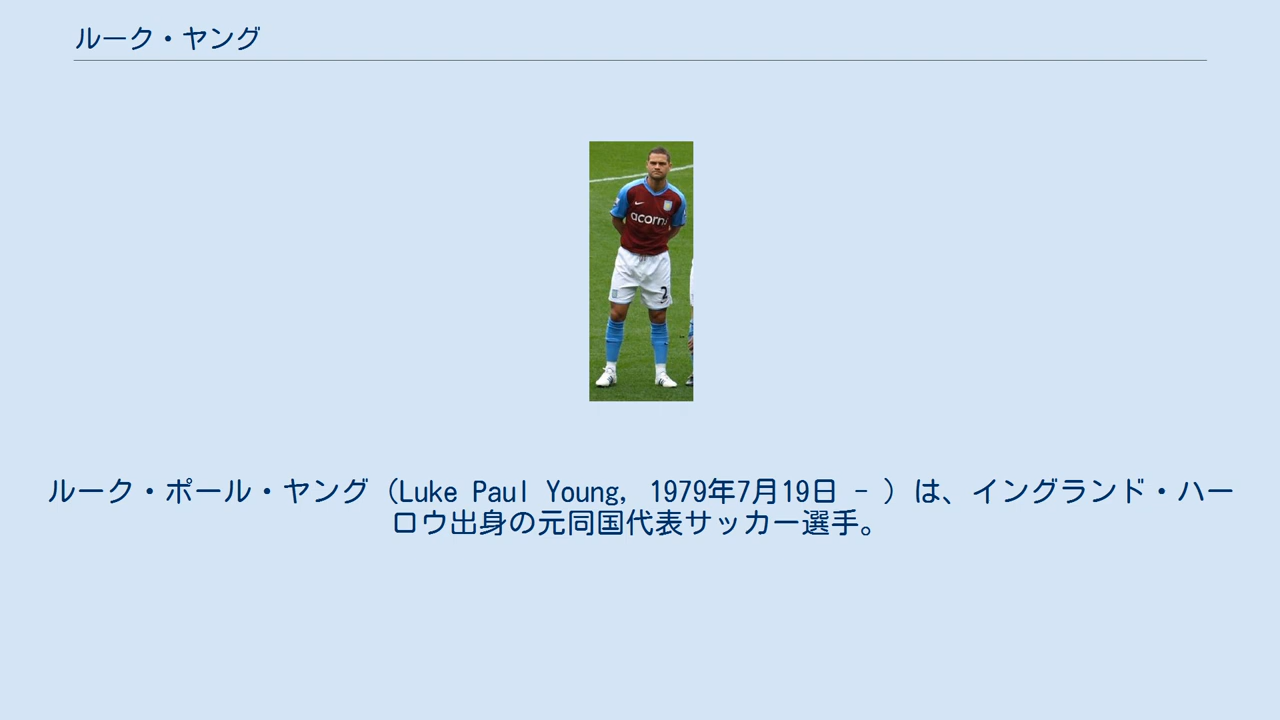 ルーク・ヤング
acorns
2
ルーク・ポール・ヤング（Luke Paul Young, 1979年7月19日 - ）は、イングランド・ハー
ロウ出身の元同国代表サッカー選手。